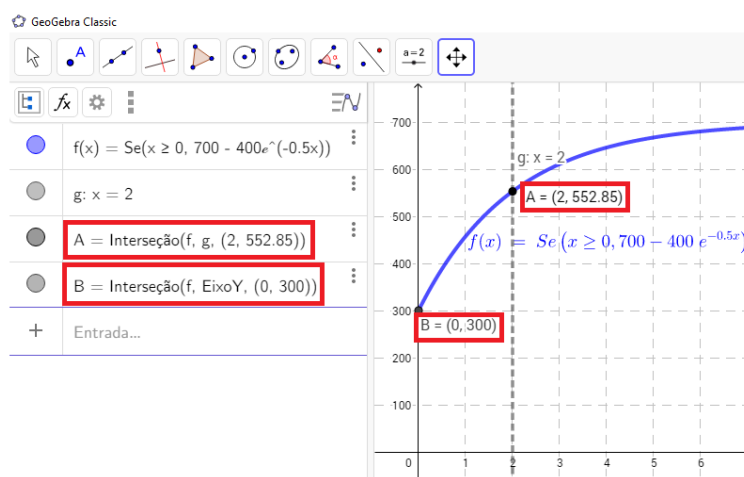 GeoGebra Classic
A
a=2
fx
f(x) = Se(x ≥ 0, 700 - 400e^(-0.5x))
g: x = 2
A = Interseção(f, g, (2, 552.85))
B = Interseção(f, EixoY, (0, 300))
+ Entrada...
700
g: x = 2
600
A = (2, 552.85)
500
f(x) = Se(x ≥ 0, 700 − 400 e^(-0.5x)
400
300
B = (0, 300)
200
100
0 1 2 3 4 5 6